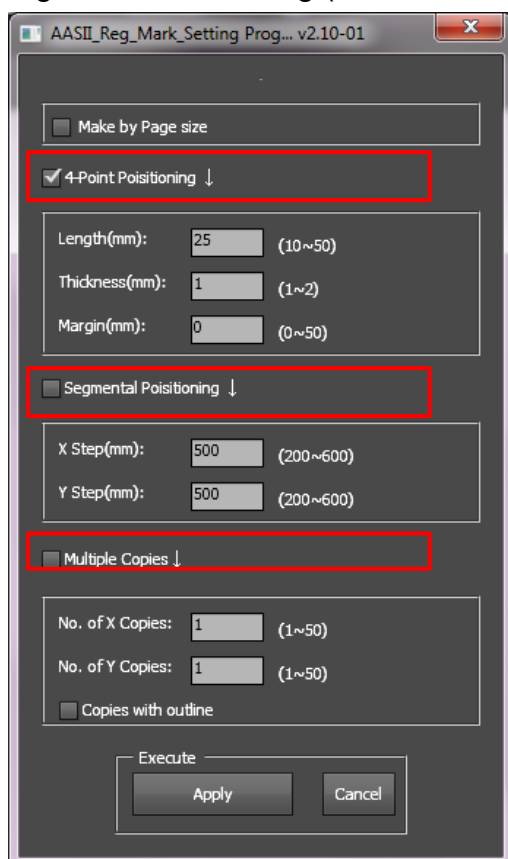 AASII_Reg_Mark_Setting Prog... v2.10-01
Make by Page size
4-Point Poisitioning ↓
Length(mm): 25 (10~50)
Thickness(mm): 1 (1~2)
Margin(mm): 0 (0~50)
Segmental Poisitioning ↓
X Step(mm): 500 (200~600)
Y Step(mm): 500 (200~600)
Multiple Copies ↓
No. of X Copies: 1 (1~50)
No. of Y Copies: 1 (1~50)
Copies with outline
Execute
Apply Cancel